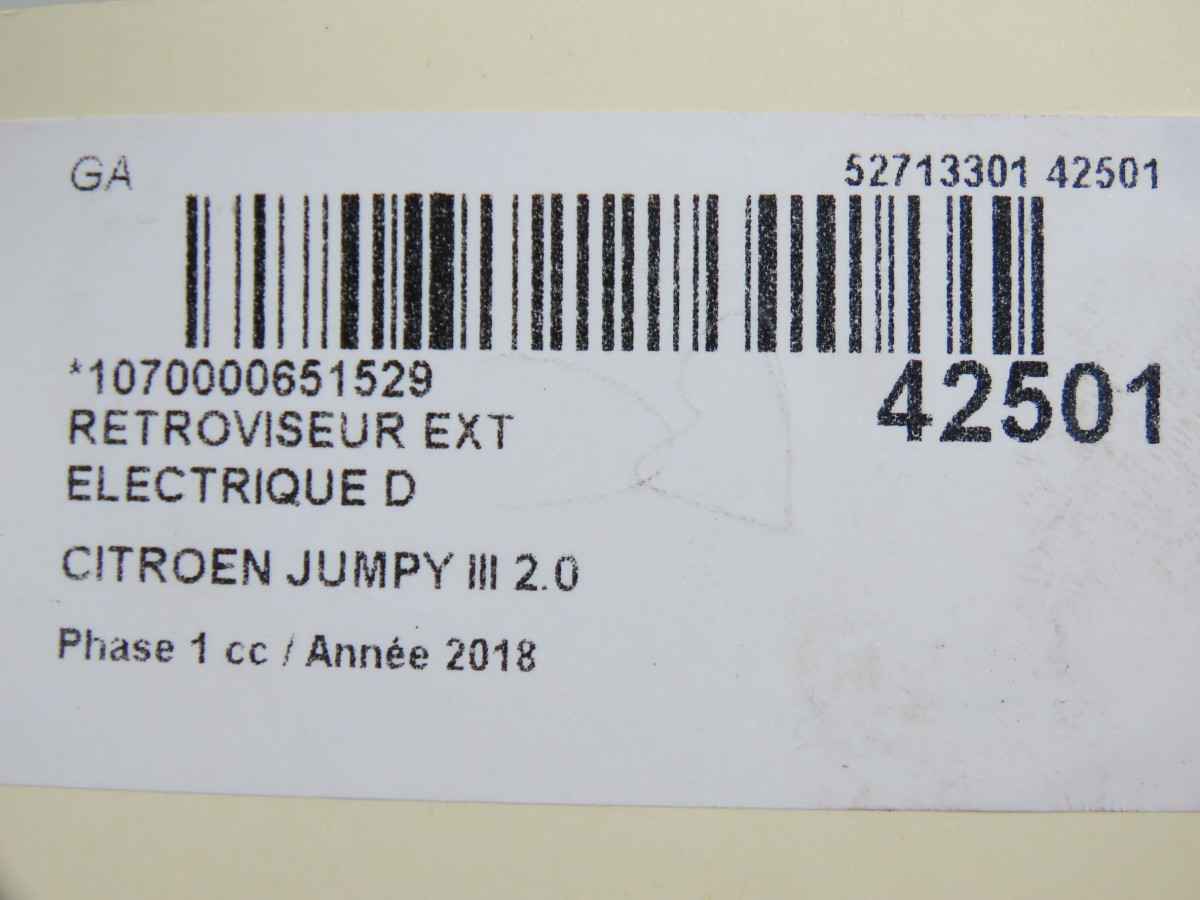 GA
52713301 42501
*1070000651529
42501
RETROVISEUR EXT
ELECTRIQUE D
CITROEN JUMPY III 2.0
Phase 1 cc / Année 2018